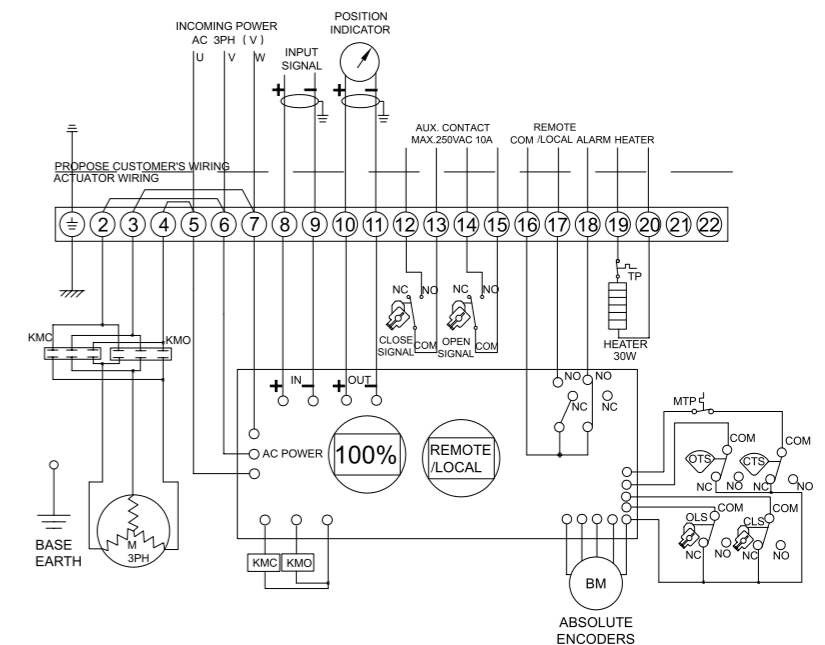 POSITION
INDICATOR
INCOMING POWER
AC 3PH (V)
U V W
INPUT
SIGNAL
+ − + −
AUX. CONTACT
MAX.250VAC 10A
REMOTE
COM /LOCAL ALARM HEATER
PROPOSE CUSTOMER'S WIRING
ACTUATOR WIRING
2 3 4 5 6 7 8 9 10 11 12 13 14 15 16 17 18 19 20 21 22
TP
NC NO NC NO
CLOSE
SIGNAL COM
OPEN
SIGNAL COM
HEATER
30W
KMC KMO
+ IN − + OUT −
NO NO
NC NC
MTP
AC POWER
100%
REMOTE
/LOCAL
COM COM
OTS CTS
NC NO NC NO
COM COM
OLS CLS
NC NO NC NO
M
3PH
BASE
EARTH
KMC KMO
BM
ABSOLUTE
ENCODERS